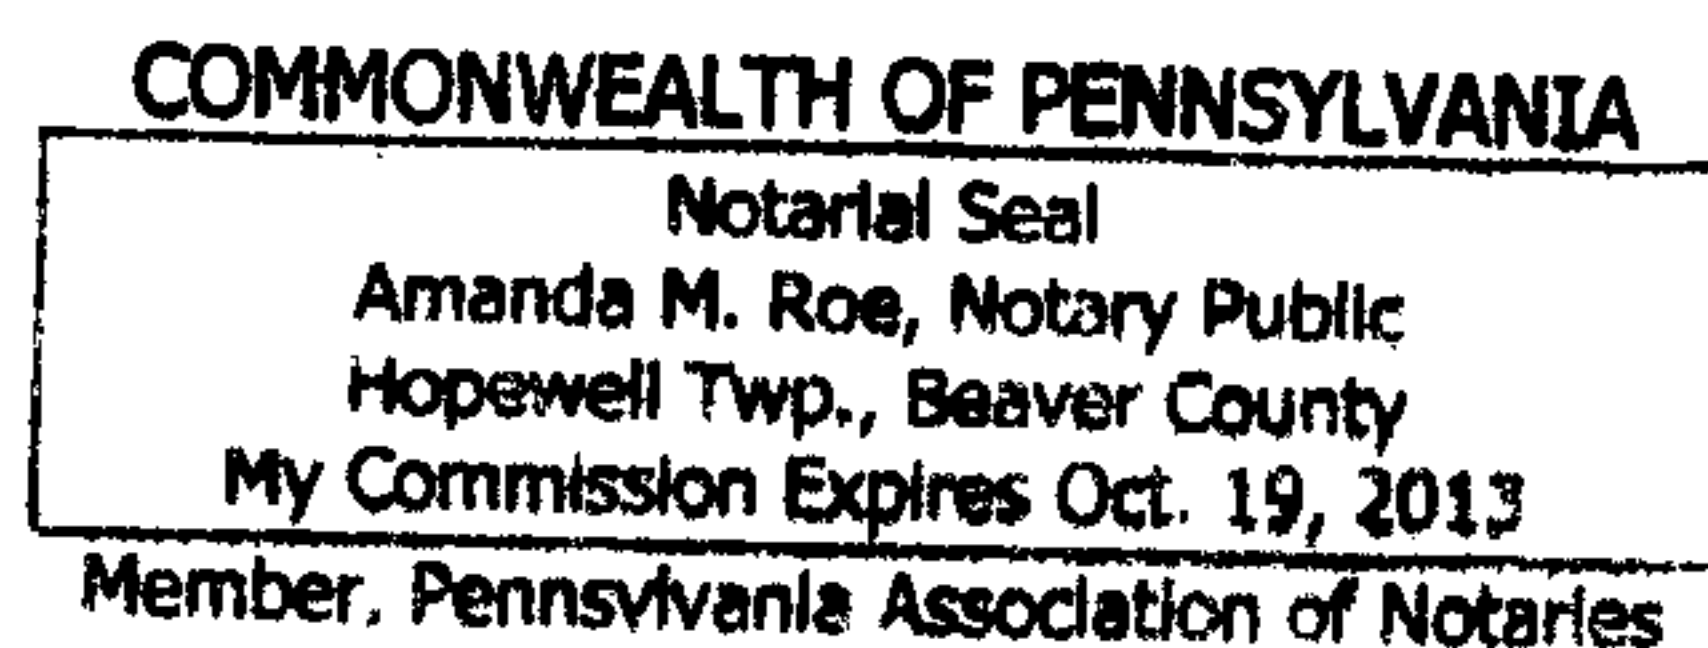 COMMONWEALTH OF PENNSYLVANIA
Notarial Seal
Amanda M. Roe, Notary Public
Hopewell Twp., Beaver County
My Commission Expires Oct. 19, 2013
Member, Pennsylvania Association of Notaries